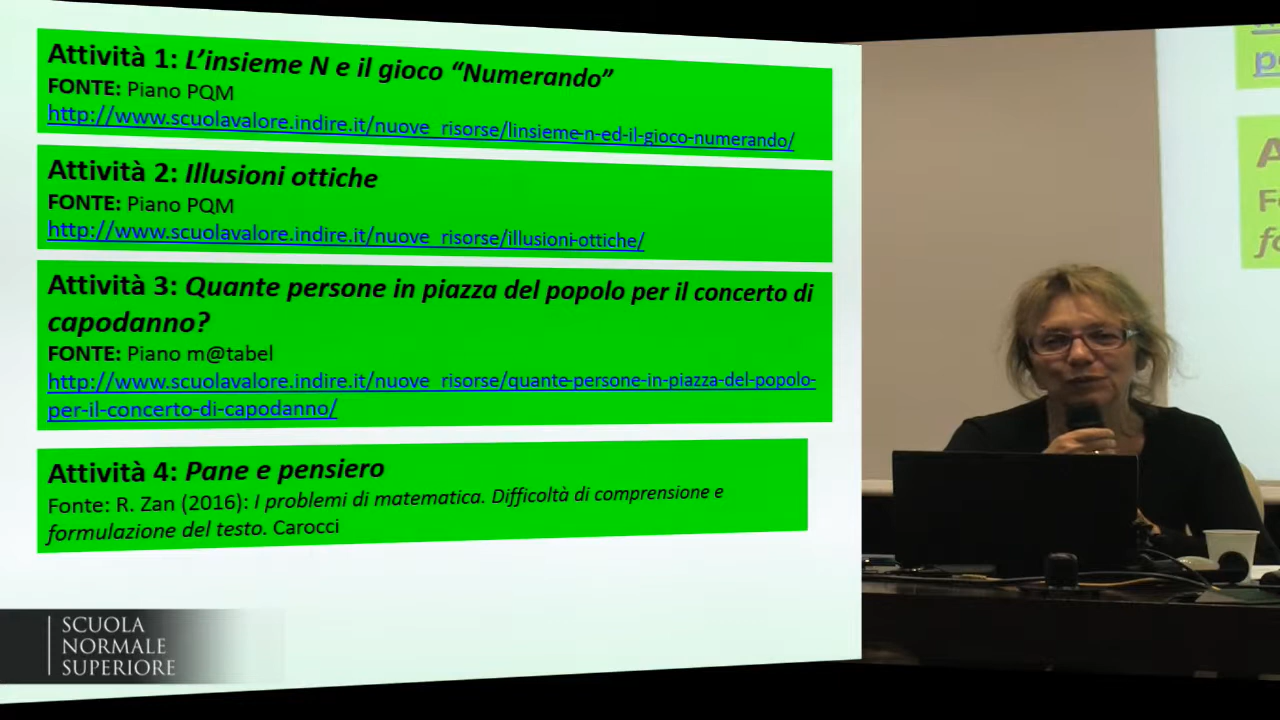 Attività 1: L'insieme N e il gioco “Numerando”
FONTE: Piano PQM
http://www.scuolavalore.indire.it/nuove_risorse/linsieme-n-ed-il-gioco-numerando/
Attività 2: Illusioni ottiche
FONTE: Piano PQM
http://www.scuolavalore.indire.it/nuove_risorse/illusioni-ottiche/
Attività 3: Quante persone in piazza del popolo per il concerto di
capodanno?
FONTE: Piano m@tabel
http://www.scuolavalore.indire.it/nuove_risorse/quante-persone-in-piazza-del-popolo-
per-il-concerto-di-capodanno/
Attività 4: Pane e pensiero
Fonte: R. Zan (2016): I problemi di matematica. Difficoltà di comprensione e
formulazione del testo. Carocci
SCUOLA
NORMALE
SUPERIORE